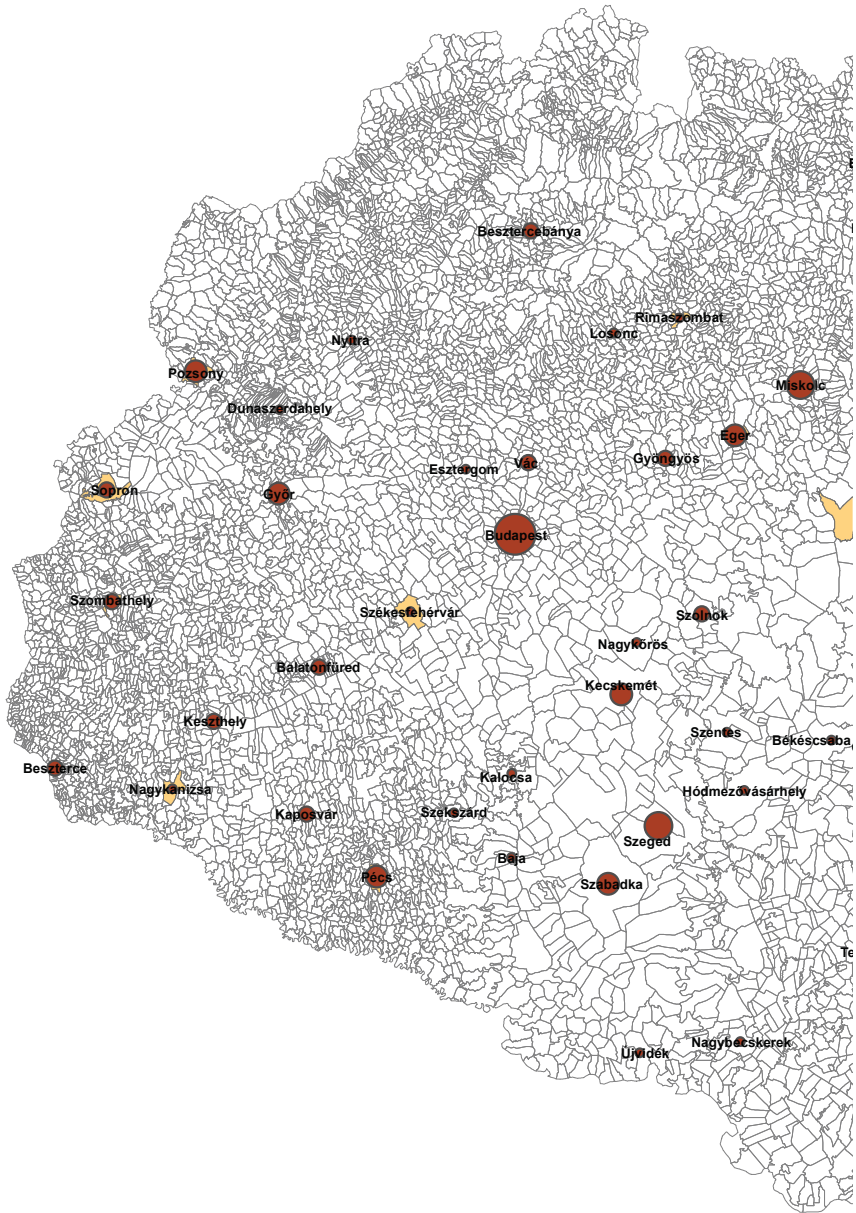 Besztercebánya
Rimaszombat
Losonc
Nyitra
Pozsony
Miskolc
Dunaszerdahely
Eger
Gyöngyös
Vác
Esztergom
Sopron
Győr
Budapest
Szombathely
Székesfehérvár
Szolnok
Nagykőrös
Balatonfüred
Kecskemét
Keszthely
Szentes
Békéscsaba
Beszterce
Kalocsa
Nagykanizsa
Hódmezővásárhely
Kaposvár
Szekszárd
Szeged
Baja
Pécs
Szabadka
Te
Nagybecskerek
Újvidék